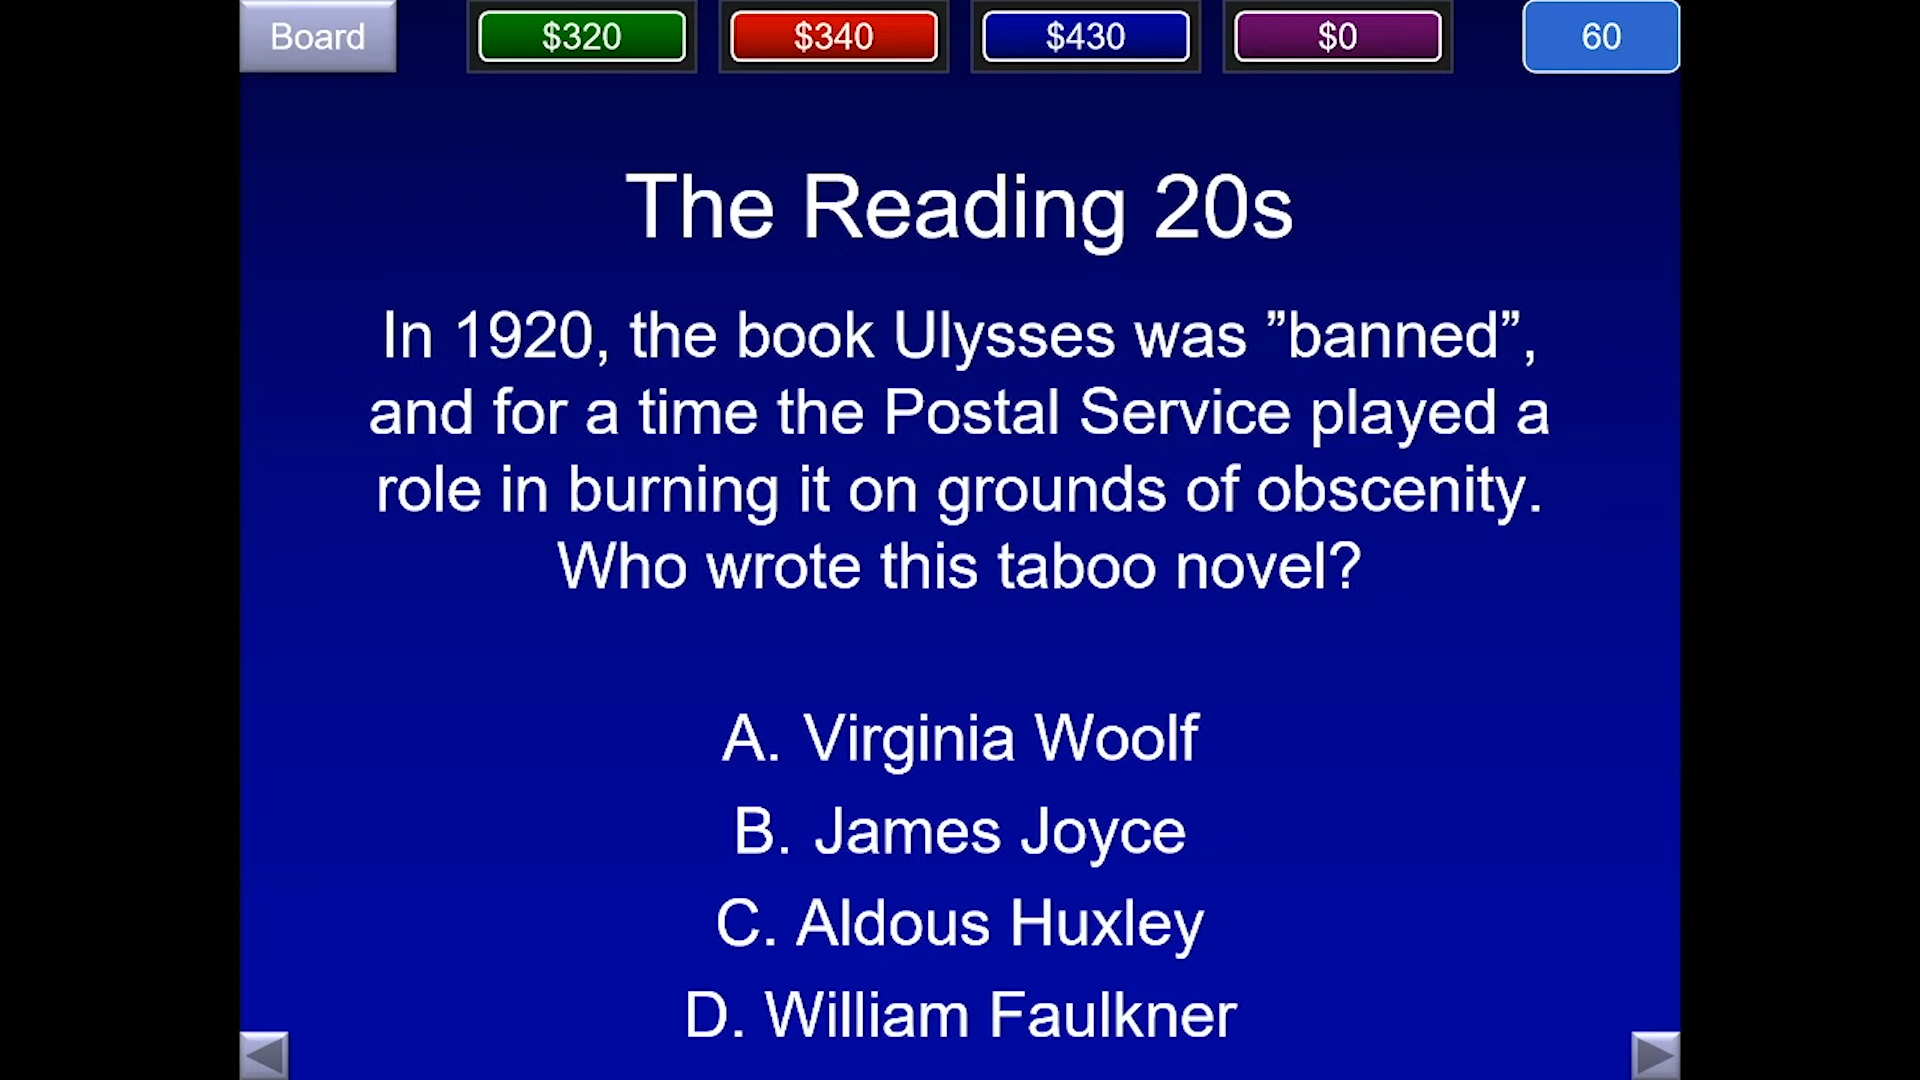 Board
$320
$340
$430
$0
60
The Reading 20s
In 1920, the book Ulysses was ”banned”,
and for a time the Postal Service played a
role in burning it on grounds of obscenity.
Who wrote this taboo novel?
A. Virginia Woolf
B. James Joyce
C. Aldous Huxley
D. William Faulkner